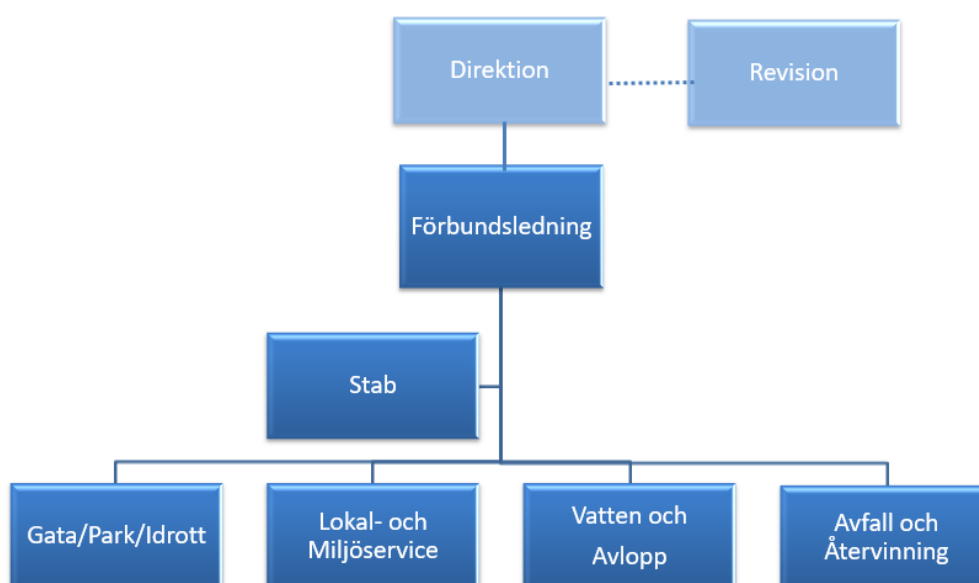 Direktion
Revision
Förbundsledning
Stab
Gata/Park/Idrott
Lokal- och
Miljöservice
Vatten och
Avlopp
Avfall och
Återvinning